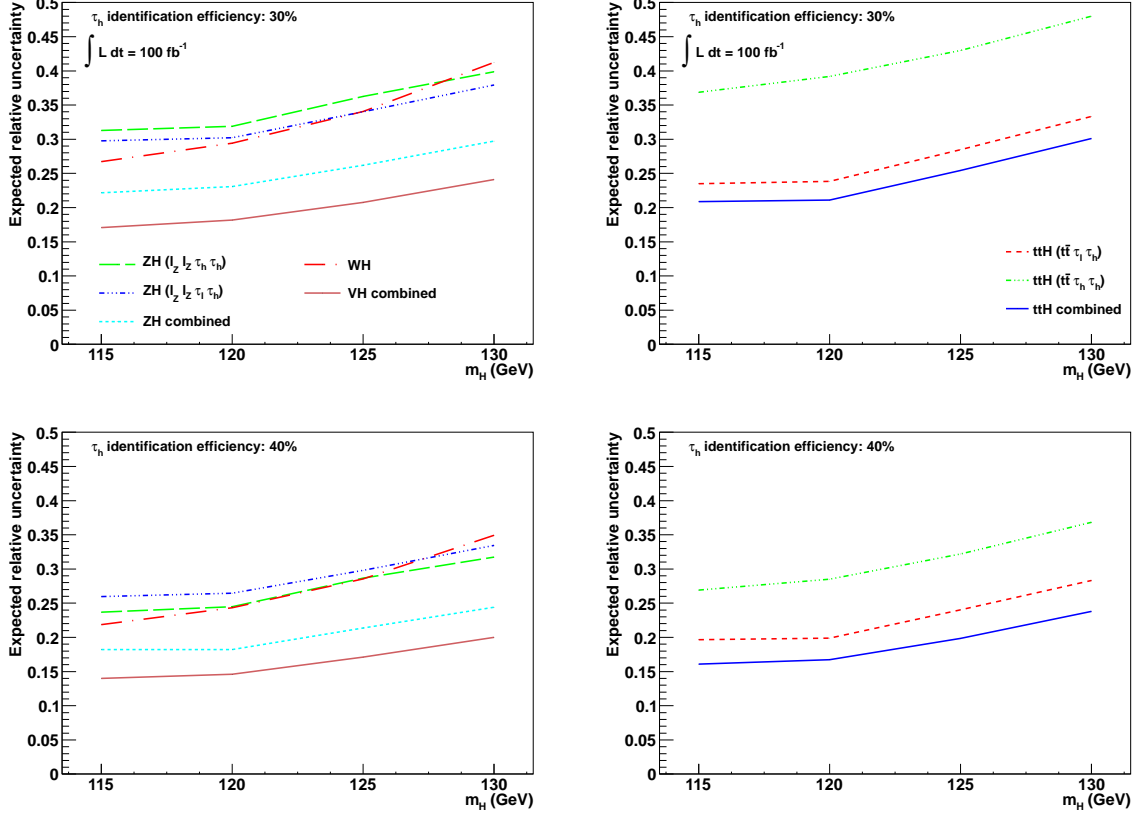 Expected relative uncertainty
0.5
0.45
0.4
0.35
0.3
0.25
0.2
0.15
0.1
0.05
0
τh identification efficiency: 30%
∫ L dt = 100 fb-1
ZH (lZ lZ τh τh)
ZH (lZ lZ τl τh)
ZH combined
WH
VH combined
115 120 125 130
mH (GeV)
Expected relative uncertainty
0.5
0.45
0.4
0.35
0.3
0.25
0.2
0.15
0.1
0.05
0
τh identification efficiency: 30%
∫ L dt = 100 fb-1
ttH (tt̄ τl τh)
ttH (tt̄ τh τh)
ttH combined
115 120 125 130
mH (GeV)
Expected relative uncertainty
0.5
0.45
0.4
0.35
0.3
0.25
0.2
0.15
0.1
0.05
0
τh identification efficiency: 40%
115 120 125 130
mH (GeV)
Expected relative uncertainty
0.5
0.45
0.4
0.35
0.3
0.25
0.2
0.15
0.1
0.05
0
τh identification efficiency: 40%
115 120 125 130
mH (GeV)